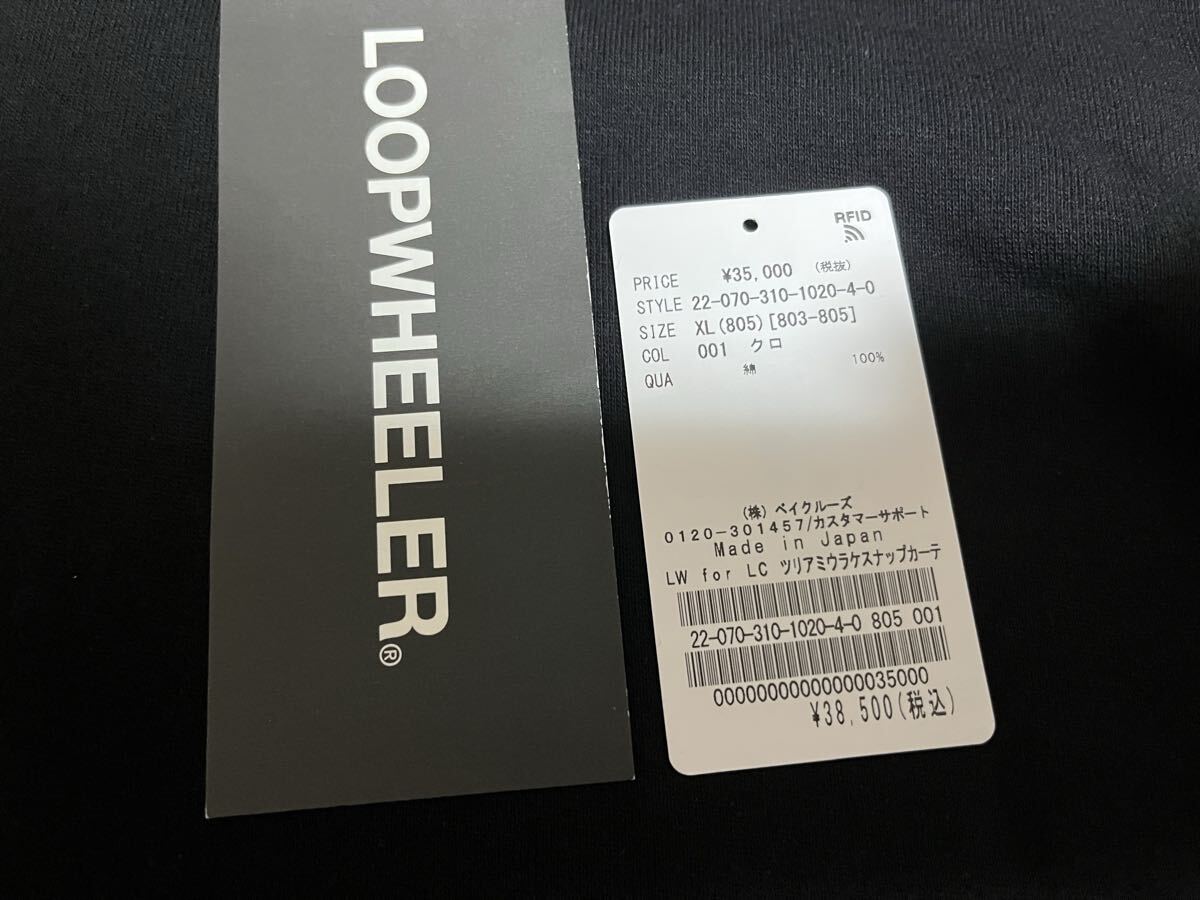 LOOPWHEELER®
RFID
PRICE ¥35,000 (税抜)
STYLE 22-070-310-1020-4-0
SIZE XL(805)[803-805]
COL 001 クロ
QUA 綿 100%
(株) ベイクルーズ
0120-301457/カスタマーサポート
Made in Japan
LW for LC ツリアミウラケスナップカーデ
22-070-310-1020-4-0 805 001
00000000000000035000
¥38,500(税込)